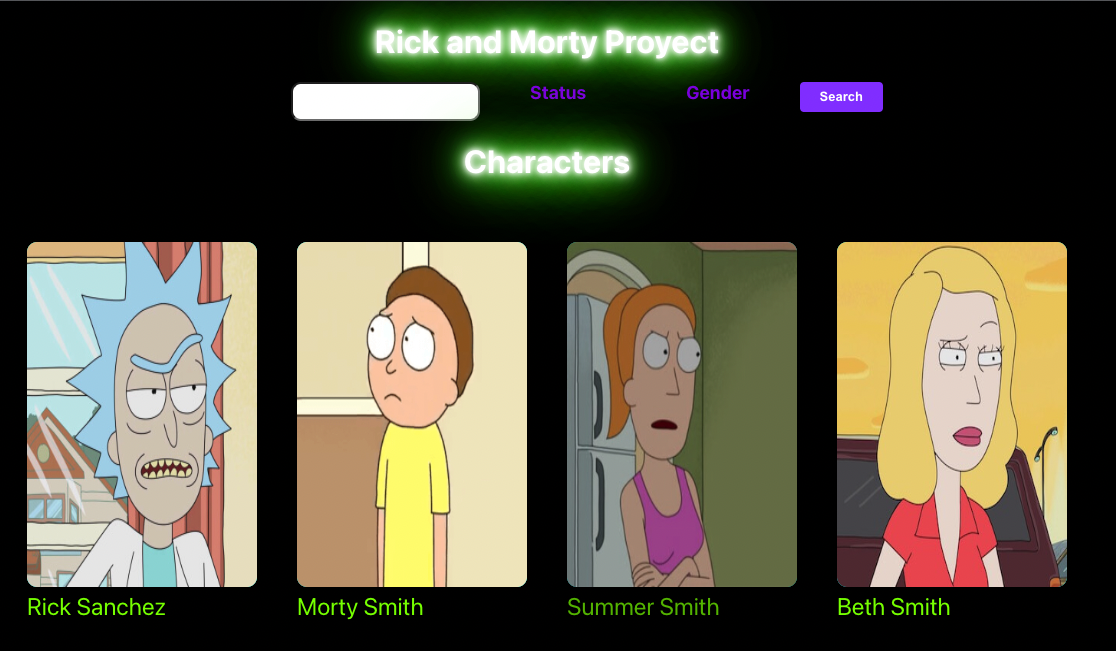 Rick and Morty Proyect
Status Gender Search
Characters
Rick Sanchez Morty Smith Summer Smith Beth Smith